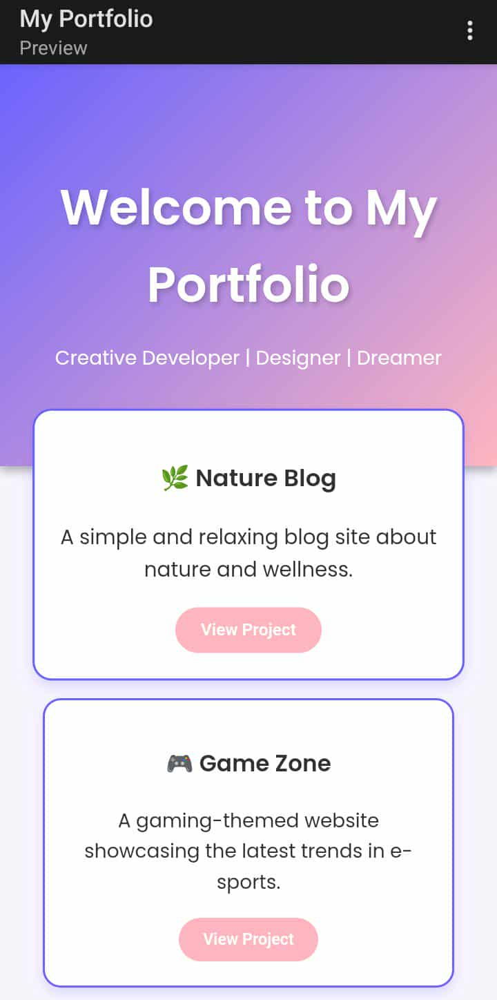 My Portfolio
Preview
Welcome to My
Portfolio
Creative Developer | Designer | Dreamer
🌿 Nature Blog
A simple and relaxing blog site about
nature and wellness.
View Project
🎮 Game Zone
A gaming-themed website
showcasing the latest trends in e-
sports.
View Project